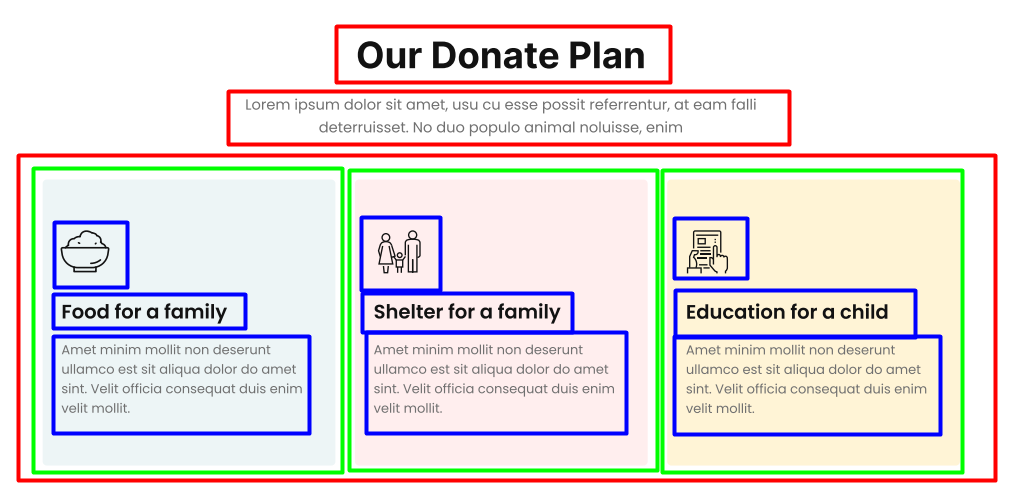 Our Donate Plan
Lorem ipsum dolor sit amet, usu cu esse possit referrentur, at eam falli
deterruisset. No duo populo animal noluisse, enim
Food for a family
Amet minim mollit non deserunt
ullamco est sit aliqua dolor do amet
sint. Velit officia consequat duis enim
velit mollit.
Shelter for a family
Amet minim mollit non deserunt
ullamco est sit aliqua dolor do amet
sint. Velit officia consequat duis enim
velit mollit.
Education for a child
Amet minim mollit non deserunt
ullamco est sit aliqua dolor do amet
sint. Velit officia consequat duis enim
velit mollit.